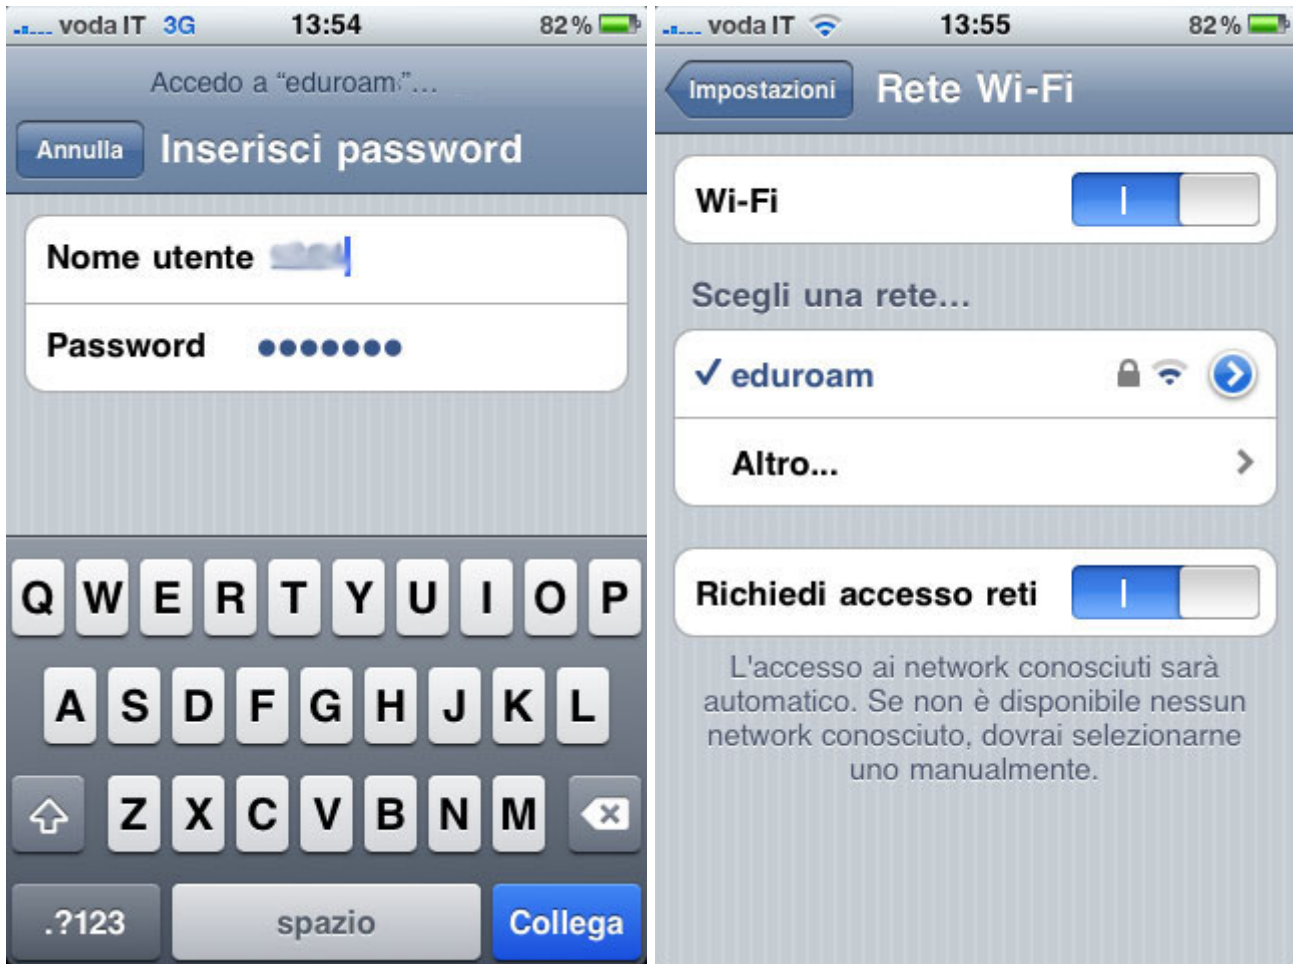 voda IT 3G 13:54 82%
Accedo a “eduroam”...
Annulla Inserisci password
Nome utente
Password
Q W E R T Y U I O P
A S D F G H J K L
Z X C V B N M
.?123 spazio Collega
voda IT 13:55 82%
Impostazioni Rete Wi-Fi
Wi-Fi
Scegli una rete...
eduroam
Altro...
Richiedi accesso reti
L'accesso ai network conosciuti sarà
automatico. Se non è disponibile nessun
network conosciuto, dovrai selezionarne
uno manualmente.